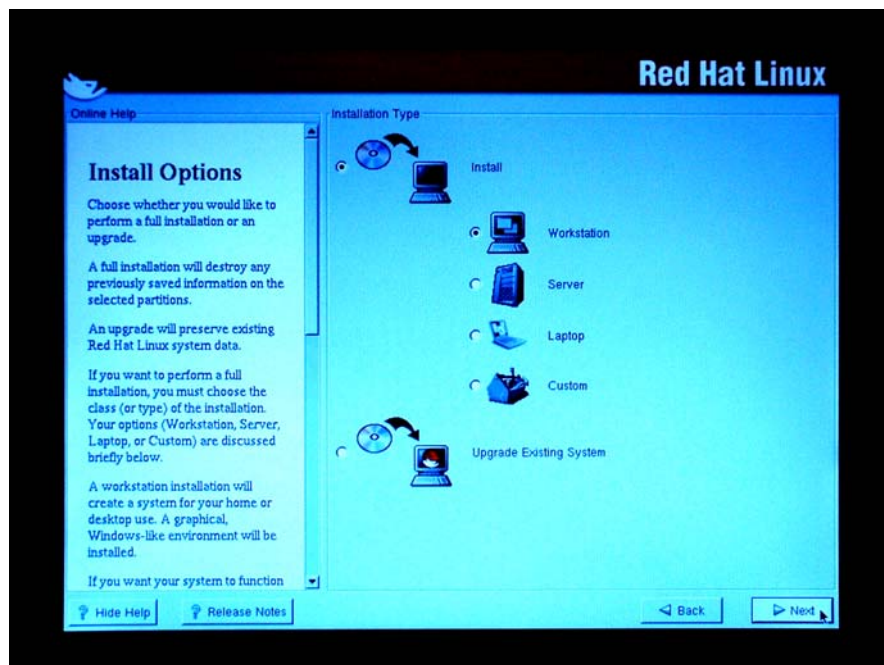 Red Hat Linux
Online Help
Install Options
Choose whether you would like to
perform a full installation or an
upgrade.
A full installation will destroy any
previously saved information on the
selected partitions.
An upgrade will preserve existing
Red Hat Linux system data.
If you want to perform a full
installation, you must choose the
class (or type) of the installation.
Your options (Workstation, Server,
Laptop, or Custom) are discussed
briefly below.
A workstation installation will
create a system for your home or
desktop use. A graphical,
Windows-like environment will be
installed.
If you want your system to function
Installation Type
Install
Workstation
Server
Laptop
Custom
Upgrade Existing System
Hide Help
Release Notes
Back
Next